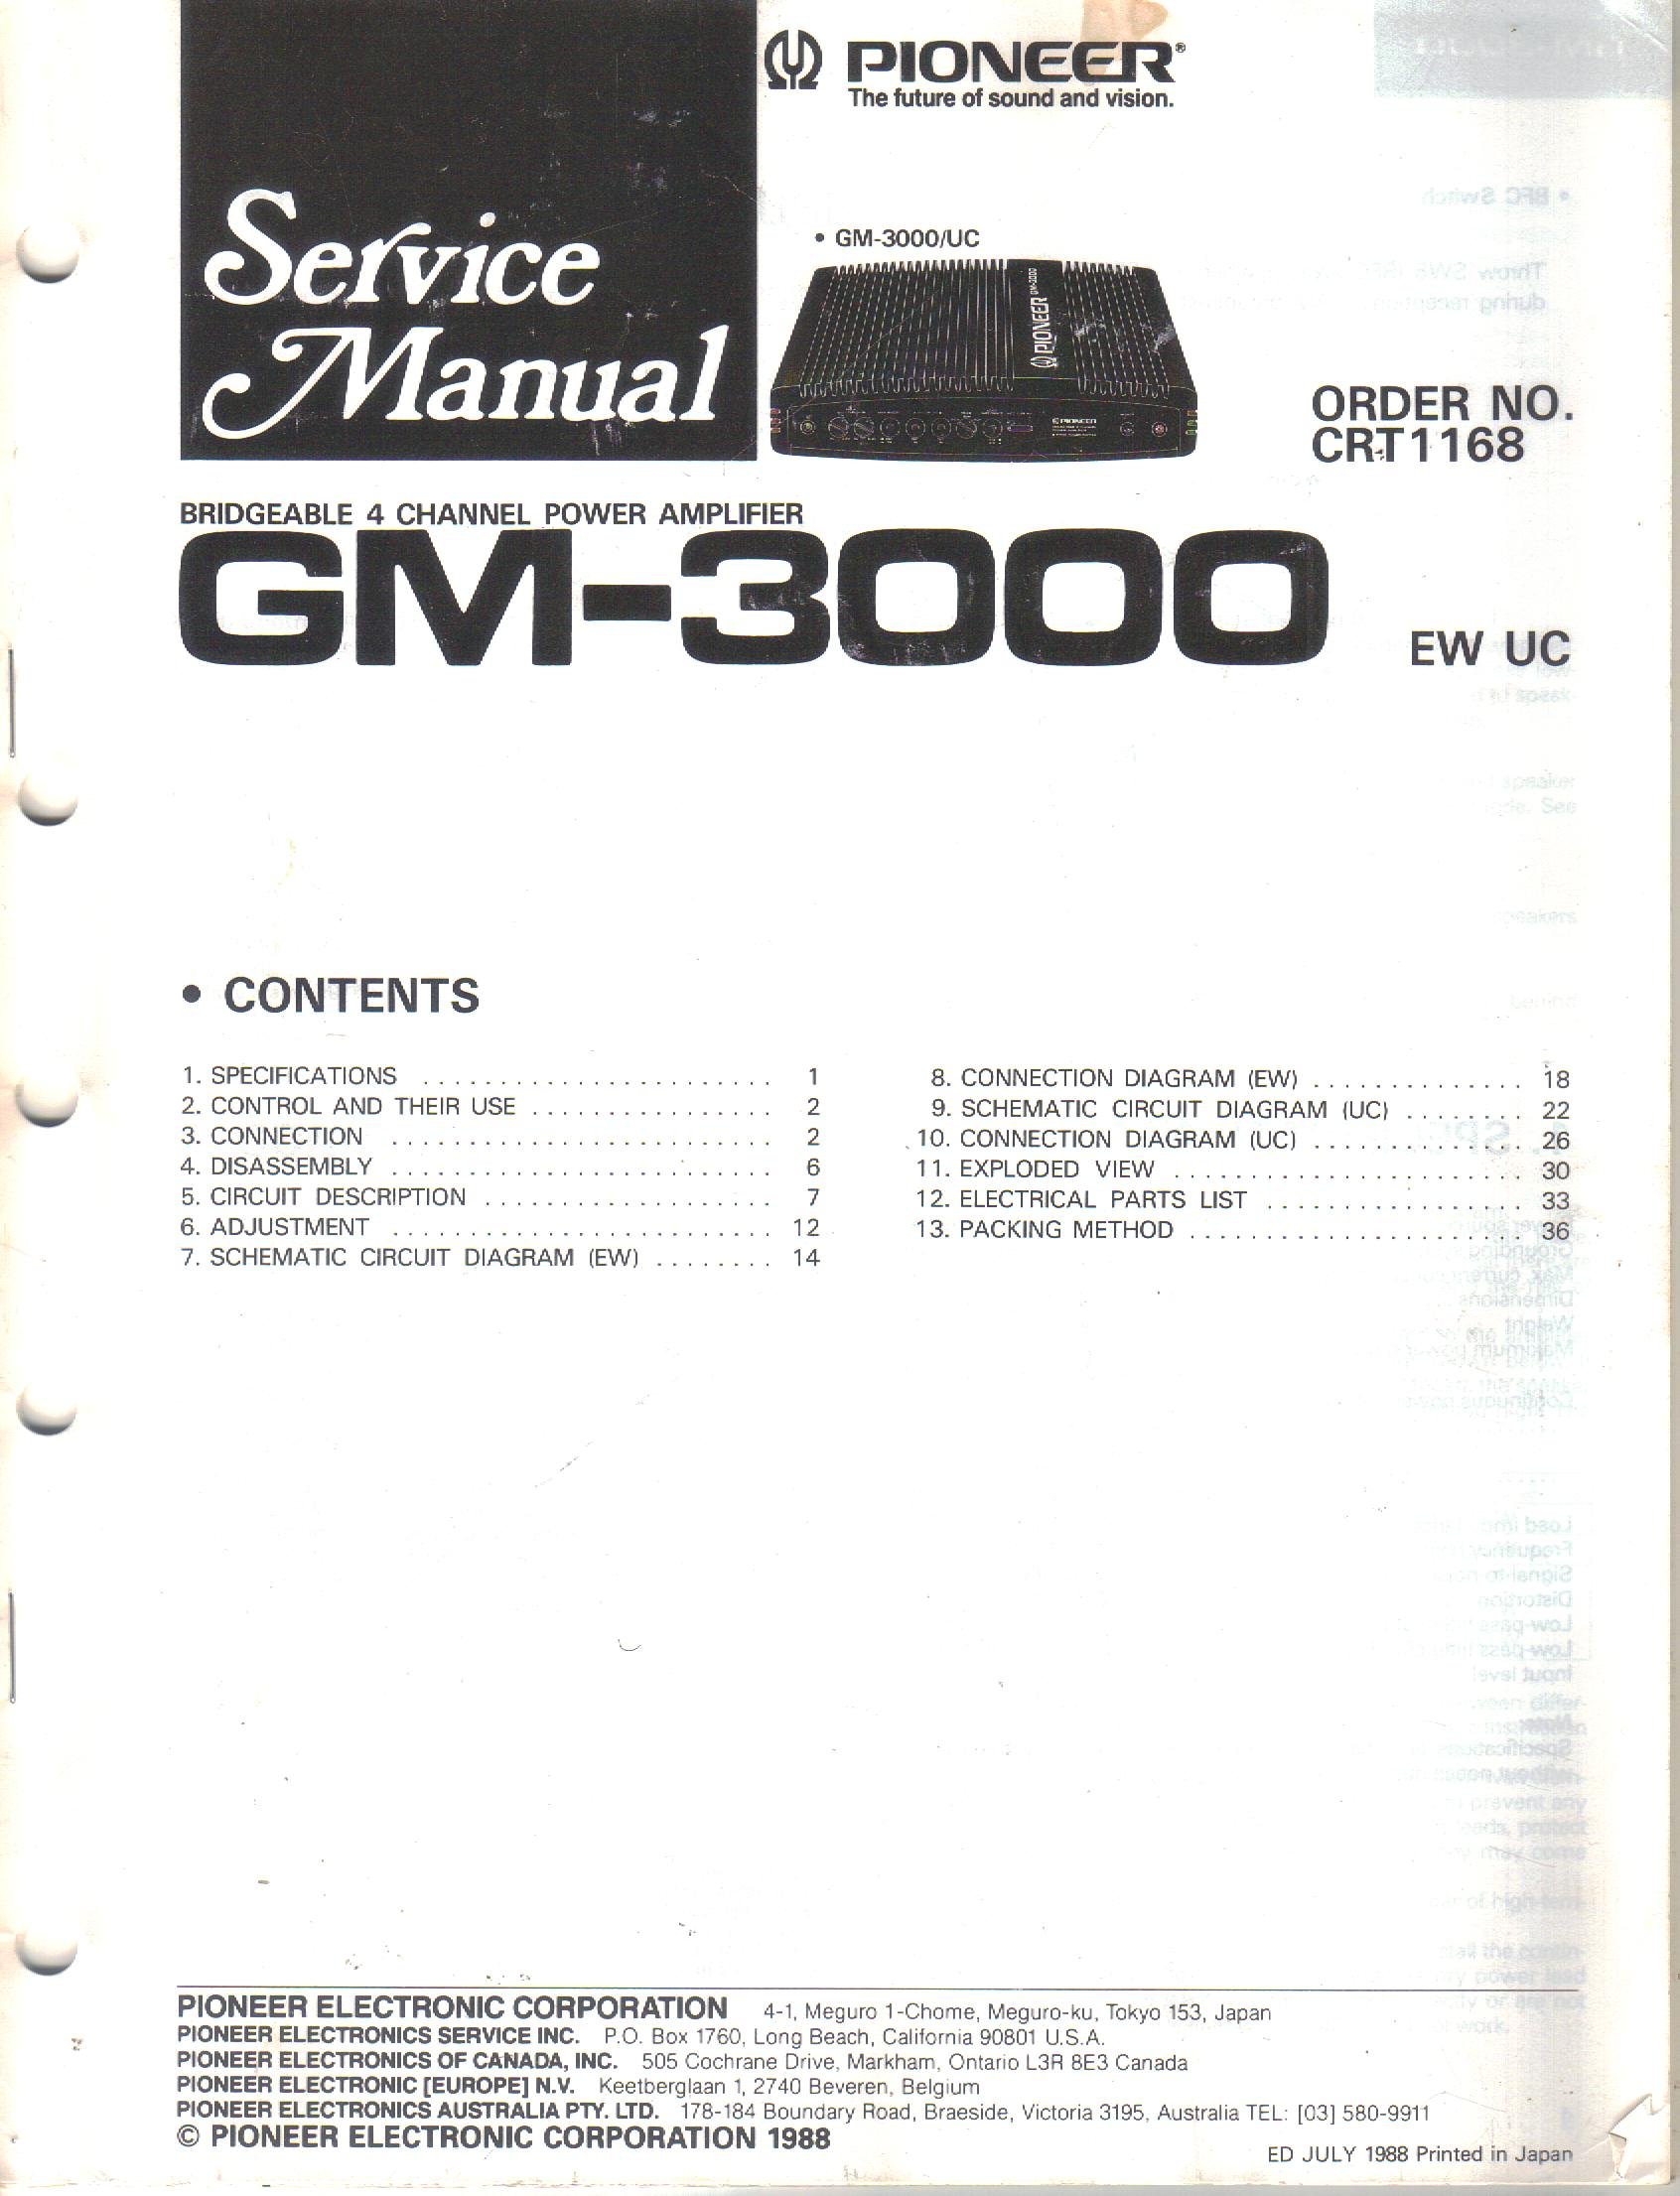 PIONEER®
The future of sound and vision.
Service
Manual
• GM-3000/UC
PIONEER GM-3000
PIONEER
ORDER NO.
CRT1168
BRIDGEABLE 4 CHANNEL POWER AMPLIFIER
GM-3000 EW UC
• CONTENTS
1. SPECIFICATIONS ........................ 1
2. CONTROL AND THEIR USE ................ 2
3. CONNECTION ......................... 2
4. DISASSEMBLY ......................... 6
5. CIRCUIT DESCRIPTION ................... 7
6. ADJUSTMENT ......................... 12
7. SCHEMATIC CIRCUIT DIAGRAM (EW) ........ 14
8. CONNECTION DIAGRAM (EW) .............. 18
9. SCHEMATIC CIRCUIT DIAGRAM (UC) ........ 22
10. CONNECTION DIAGRAM (UC) .............. 26
11. EXPLODED VIEW ....................... 30
12. ELECTRICAL PARTS LIST ................. 33
13. PACKING METHOD ...................... 36
PIONEER ELECTRONIC CORPORATION 4-1, Meguro 1-Chome, Meguro-ku, Tokyo 153, Japan
PIONEER ELECTRONICS SERVICE INC. P.O. Box 1760, Long Beach, California 90801 U.S.A.
PIONEER ELECTRONICS OF CANADA, INC. 505 Cochrane Drive, Markham, Ontario L3R 8E3 Canada
PIONEER ELECTRONIC [EUROPE] N.V. Keetberglaan 1, 2740 Beveren, Belgium
PIONEER ELECTRONICS AUSTRALIA PTY. LTD. 178-184 Boundary Road, Braeside, Victoria 3195, Australia TEL: [03] 580-9911
© PIONEER ELECTRONIC CORPORATION 1988
ED JULY 1988 Printed in Japan